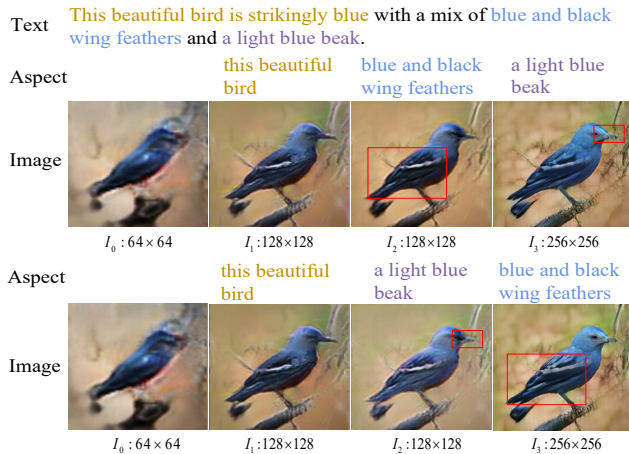 Text This beautiful bird is strikingly blue with a mix of blue and black
wing feathers and a light blue beak.
Aspect this beautiful bird blue and black wing feathers a light blue beak
Image
I₀ : 64×64 I₁ : 128×128 I₂ : 128×128 I₃ : 256×256
Aspect this beautiful bird a light blue beak blue and black wing feathers
Image
I₀ : 64×64 I₁ : 128×128 I₂ : 128×128 I₃ : 256×256